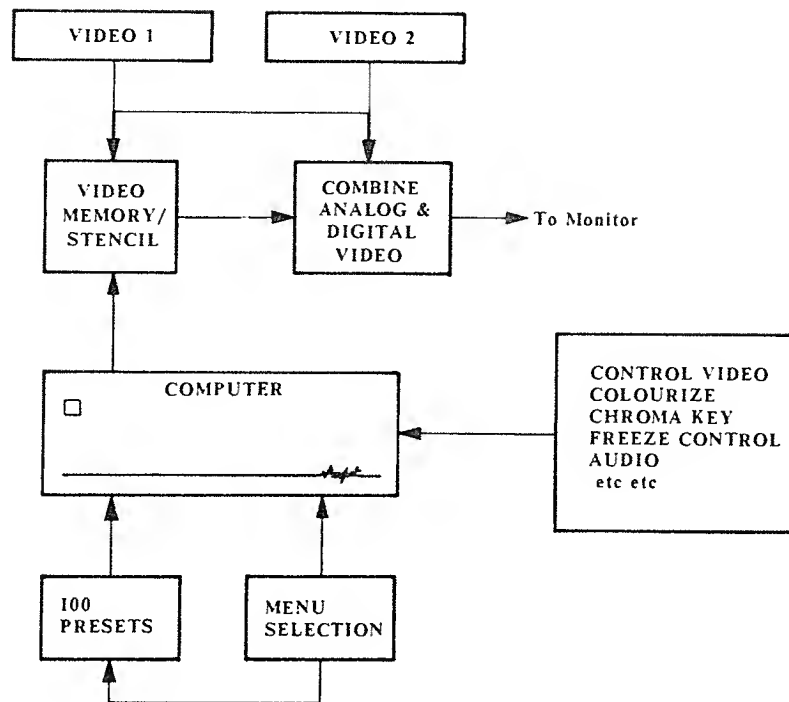 VIDEO 1
VIDEO 2
VIDEO
MEMORY/
STENCIL
COMBINE
ANALOG &
DIGITAL
VIDEO
To Monitor
COMPUTER
CONTROL VIDEO
COLOURIZE
CHROMA KEY
FREEZE CONTROL
AUDIO
etc etc
100
PRESETS
MENU
SELECTION